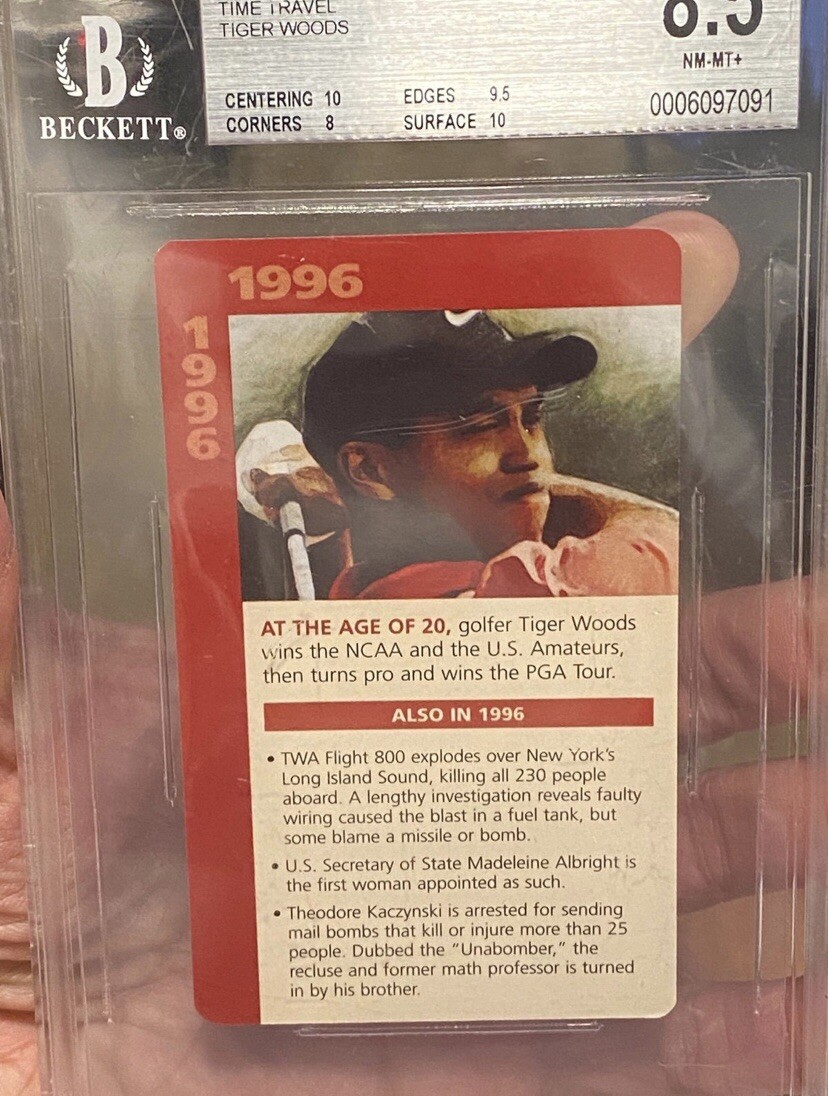 TIME TRAVEL
TIGER WOODS
8.5
NM-MT+
B
BECKETT®
CENTERING 10 EDGES 9.5
CORNERS 8 SURFACE 10
0006097091
1996
1
9
9
6
AT THE AGE OF 20, golfer Tiger Woods
wins the NCAA and the U.S. Amateurs,
then turns pro and wins the PGA Tour.
ALSO IN 1996
• TWA Flight 800 explodes over New York's
Long Island Sound, killing all 230 people
aboard. A lengthy investigation reveals faulty
wiring caused the blast in a fuel tank, but
some blame a missile or bomb.
• U.S. Secretary of State Madeleine Albright is
the first woman appointed as such.
• Theodore Kaczynski is arrested for sending
mail bombs that kill or injure more than 25
people. Dubbed the “Unabomber,” the
recluse and former math professor is turned
in by his brother.